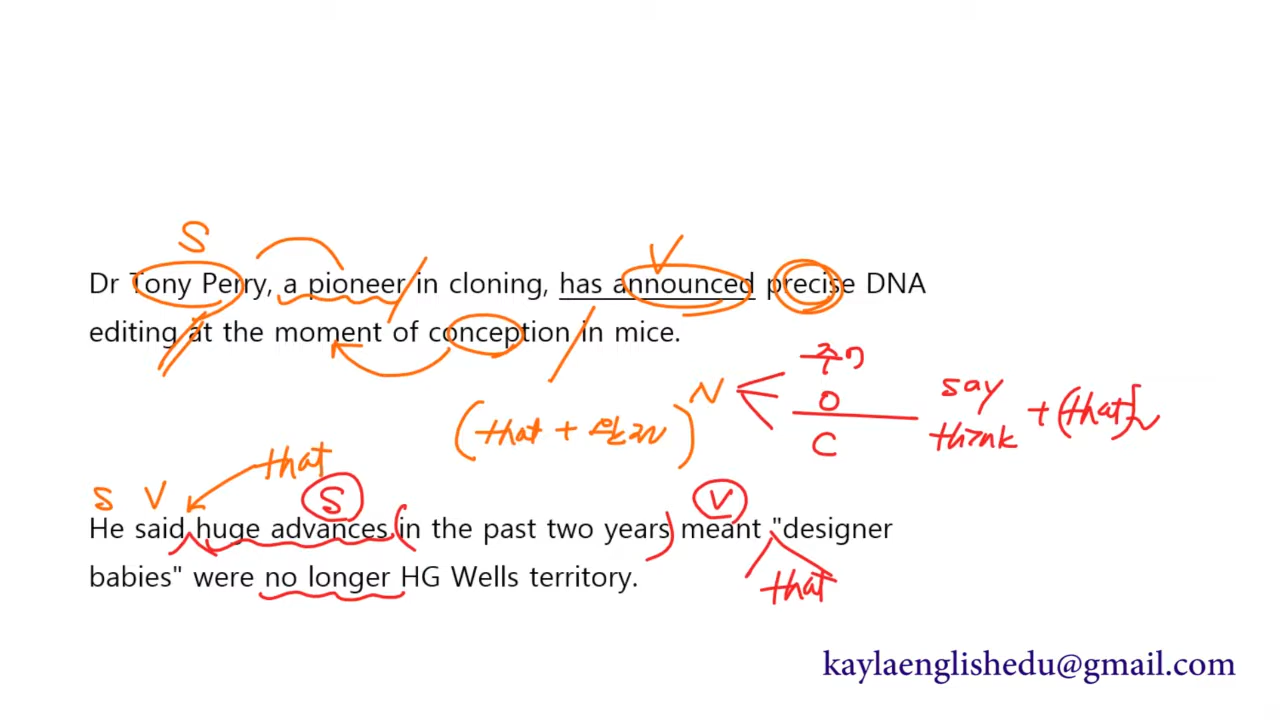 S
V
Dr Tony Perry, a pioneer in cloning, has announced precise DNA
editing at the moment of conception in mice.
주어
N
O
say
(that + 완전)
C
think
+ (that)
that
S V
S
V
He said huge advances in the past two years meant "designer
babies" were no longer HG Wells territory.
that
kaylaenglishedu@gmail.com